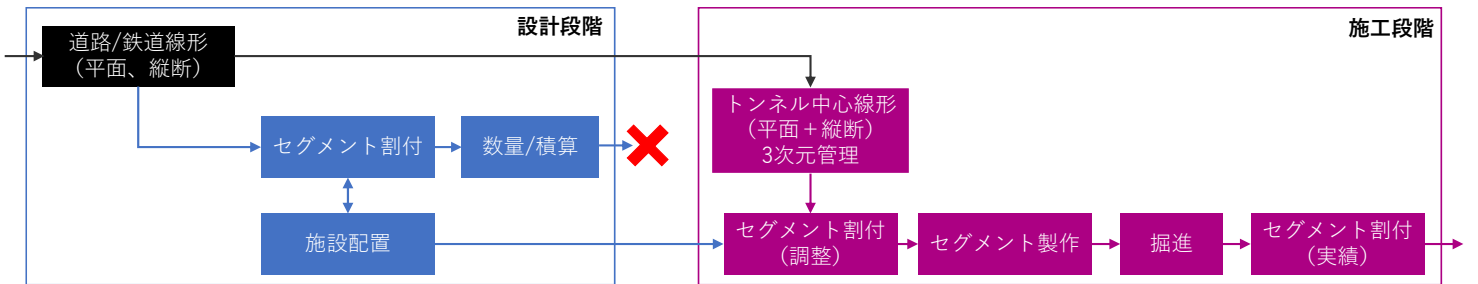 設計段階
道路/鉄道線形
（平面、縦断）
セグメント割付
数量/積算
施設配置
施工段階
トンネル中心線形
（平面＋縦断）
3次元管理
セグメント割付
(調整)
セグメント製作
掘進
セグメント割付
(実績)